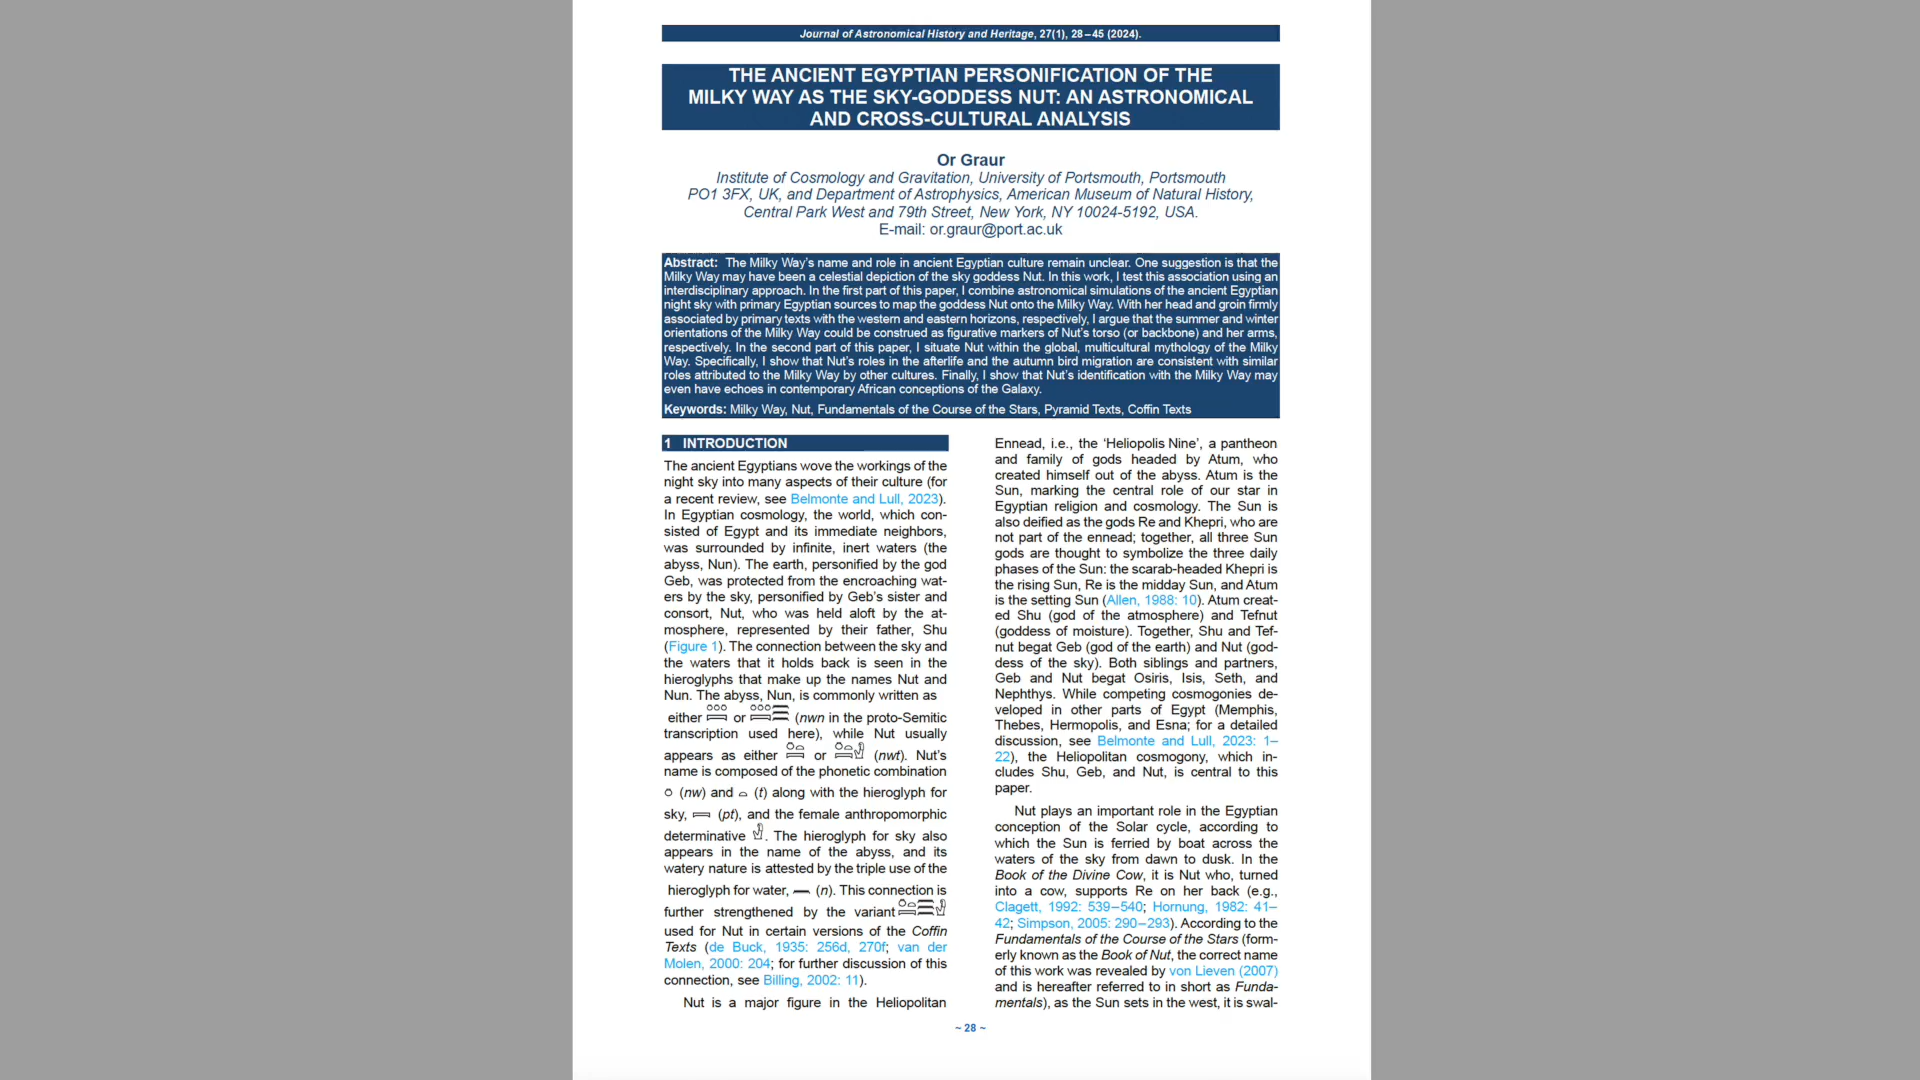 Journal of Astronomical History and Heritage, 27(1), 28–45 (2024).
THE ANCIENT EGYPTIAN PERSONIFICATION OF THE
MILKY WAY AS THE SKY-GODDESS NUT: AN ASTRONOMICAL
AND CROSS-CULTURAL ANALYSIS
Or Graur
Institute of Cosmology and Gravitation, University of Portsmouth, Portsmouth
PO1 3FX, UK, and Department of Astrophysics, American Museum of Natural History,
Central Park West and 79th Street, New York, NY 10024-5192, USA.
E-mail: or.graur@port.ac.uk
Abstract: The Milky Way's name and role in ancient Egyptian culture remain unclear. One suggestion is that the
Milky Way may have been a celestial depiction of the sky goddess Nut. In this work, I test this association using an
interdisciplinary approach. In the first part of this paper, I combine astronomical simulations of the ancient Egyptian
night sky with primary Egyptian sources to map the goddess Nut onto the Milky Way. With her head and groin firmly
associated by primary texts with the western and eastern horizons, respectively, I argue that the summer and winter
orientations of the Milky Way could be construed as figurative markers of Nut's torso (or backbone) and her arms,
respectively. In the second part of this paper, I situate Nut within the global, multicultural mythology of the Milky
Way. Specifically, I show that Nut's roles in the afterlife and the autumn bird migration are consistent with similar
roles attributed to the Milky Way by other cultures. Finally, I show that Nut's identification with the Milky Way may
even have echoes in contemporary African conceptions of the Galaxy.
Keywords: Milky Way, Nut, Fundamentals of the Course of the Stars, Pyramid Texts, Coffin Texts
1 INTRODUCTION
The ancient Egyptians wove the workings of the
night sky into many aspects of their culture (for
a recent review, see Belmonte and Lull, 2023).
In Egyptian cosmology, the world, which con-
sisted of Egypt and its immediate neighbors,
was surrounded by infinite, inert waters (the
abyss, Nun). The earth, personified by the god
Geb, was protected from the encroaching wat-
ers by the sky, personified by Geb's sister and
consort, Nut, who was held aloft by the at-
mosphere, represented by their father, Shu
(Figure 1). The connection between the sky and
the waters that it holds back is seen in the
hieroglyphs that make up the names Nut and
Nun. The abyss, Nun, is commonly written as
either or (nwn in the proto-Semitic
transcription used here), while Nut usually
appears as either or (nwt). Nut's
name is composed of the phonetic combination
(nw) and (t) along with the hieroglyph for
sky, (pt), and the female anthropomorphic
determinative . The hieroglyph for sky also
appears in the name of the abyss, and its
watery nature is attested by the triple use of the
hieroglyph for water, (n). This connection is
further strengthened by the variant
used for Nut in certain versions of the Coffin
Texts (de Buck, 1935: 256d, 270f; van der
Molen, 2000: 204; for further discussion of this
connection, see Billing, 2002: 11).
Nut is a major figure in the Heliopolitan
Ennead, i.e., the 'Heliopolis Nine', a pantheon
and family of gods headed by Atum, who
created himself out of the abyss. Atum is the
Sun, marking the central role of our star in
Egyptian religion and cosmology. The Sun is
also deified as the gods Re and Khepri, who are
not part of the ennead; together, all three Sun
gods are thought to symbolize the three daily
phases of the Sun: the scarab-headed Khepri is
the rising Sun, Re is the midday Sun, and Atum
is the setting Sun (Allen, 1988: 10). Atum creat-
ed Shu (god of the atmosphere) and Tefnut
(goddess of moisture). Together, Shu and Tef-
nut begat Geb (god of the earth) and Nut (god-
dess of the sky). Both siblings and partners,
Geb and Nut begat Osiris, Isis, Seth, and
Nephthys. While competing cosmogonies de-
veloped in other parts of Egypt (Memphis,
Thebes, Hermopolis, and Esna; for a detailed
discussion, see Belmonte and Lull, 2023: 1–
22), the Heliopolitan cosmogony, which in-
cludes Shu, Geb, and Nut, is central to this
paper.
Nut plays an important role in the Egyptian
conception of the Solar cycle, according to
which the Sun is ferried by boat across the
waters of the sky from dawn to dusk. In the
Book of the Divine Cow, it is Nut who, turned
into a cow, supports Re on her back (e.g.,
Clagett, 1992: 539–540; Hornung, 1982: 41–
42; Simpson, 2005: 290–293). According to the
Fundamentals of the Course of the Stars (form-
erly known as the Book of Nut, the correct name
of this work was revealed by von Lieven (2007)
and is hereafter referred to in short as Funda-
mentals), as the Sun sets in the west, it is swal-
~ 28 ~